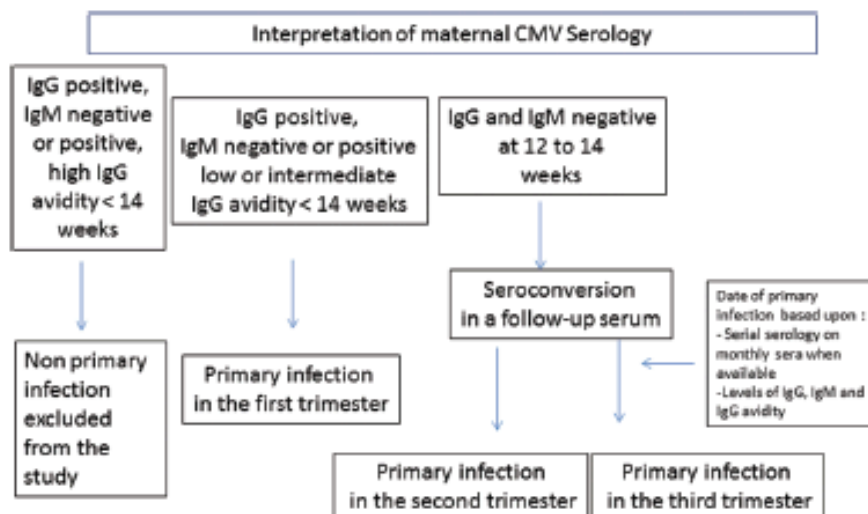 Interpretation of maternal CMV Serology
IgG positive,
IgM negative
or positive,
high IgG
avidity < 14
weeks
IgG positive,
IgM negative or positive
low or intermediate
IgG avidity < 14 weeks
IgG and IgM negative
at 12 to 14
weeks
Seroconversion
in a follow-up serum
Date of primary
infection based upon :
- Serial serology on
monthly sera when
available
-Levels of IgG, IgM and
IgG avidity
Non primary
infection
excluded
from the
study
Primary infection
in the first trimester
Primary infection
in the second trimester
Primary infection
in the third trimester